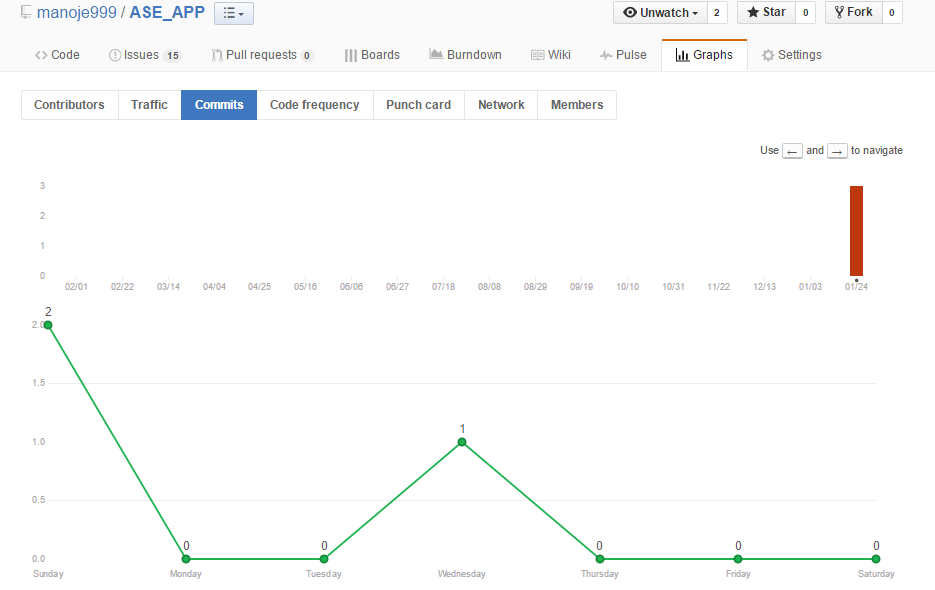 manoje999 / ASE_APP
Unwatch 2 Star 0 Fork 0
Code Issues 15 Pull requests 0 Boards Burndown Wiki Pulse Graphs Settings
Contributors Traffic Commits Code frequency Punch card Network Members
Use ← and → to navigate
3
2
1
0
02/01 02/22 03/14 04/04 04/25 05/16 06/06 06/27 07/18 08/08 08/29 09/19 10/10 10/31 11/22 12/13 01/03 01/24
2
2.0
1.5
1
1.0
0.5
0 0 0 0 0
0.0
Sunday Monday Tuesday Wednesday Thursday Friday Saturday